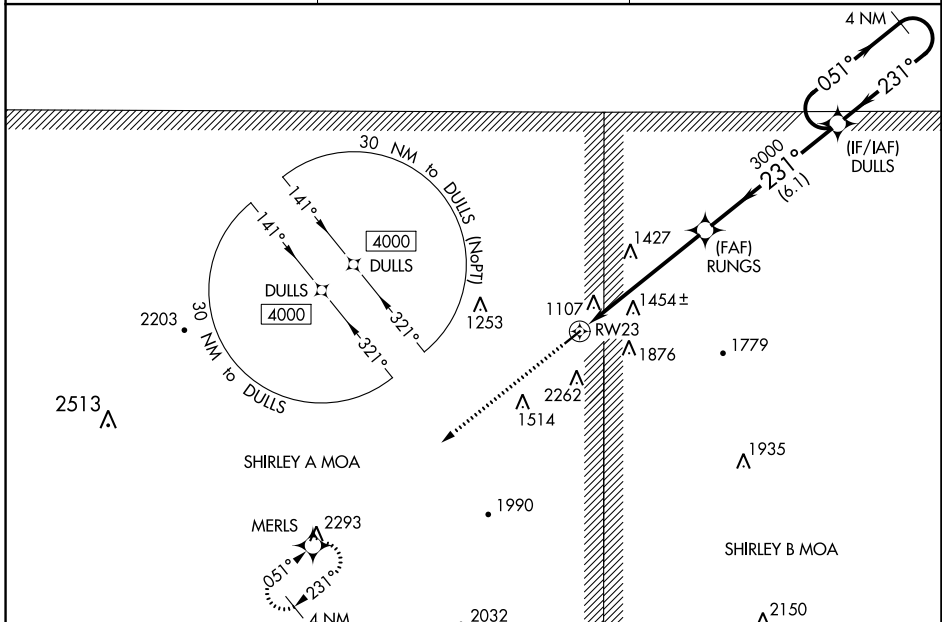 4 NM
051°
231°
(IF/IAF)
DULLS
3000
231°
(6.1)
(FAF)
RUNGS
30 NM to DULLS (NoPT)
141°
4000
DULLS
321°
141°
DULLS
4000
321°
30 NM to DULLS
1427
1253
1107
1454±
RW23
1876
1779
2203
2262
1514
2513
1935
SHIRLEY A MOA
1990
MERLS
2293
051°
231°
4 NM
SHIRLEY B MOA
2032
2150